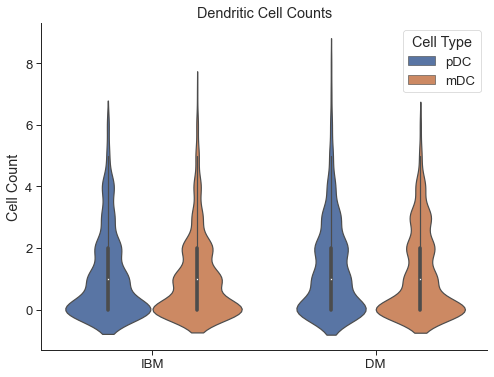 Dendritic Cell Counts
Cell Type
pDC
mDC
Cell Count
8
6
4
2
0
IBM
DM